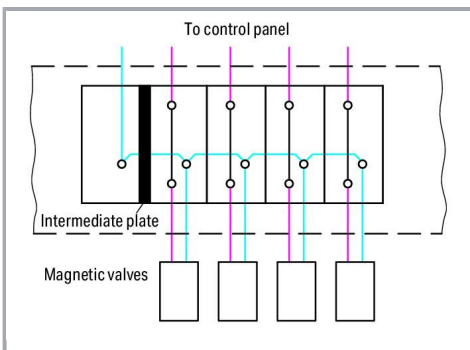 To control panel
Intermediate plate
Magnetic valves